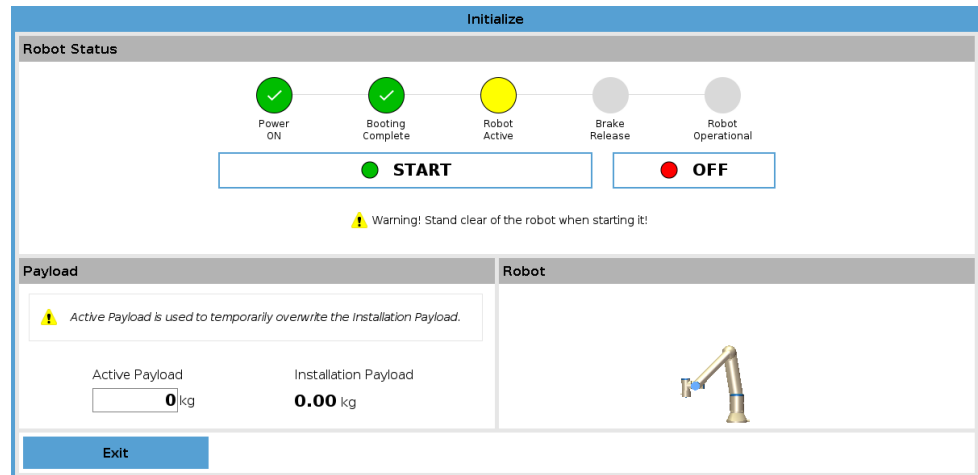 Initialize
Robot Status
Power
ON
Booting
Complete
Robot
Active
Brake
Release
Robot
Operational
START
OFF
Warning! Stand clear of the robot when starting it!
Payload
Active Payload is used to temporarily overwrite the Installation Payload.
Active Payload
0 kg
Installation Payload
0.00 kg
Robot
Exit